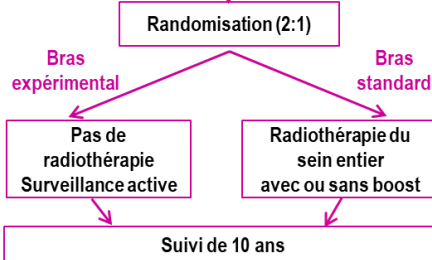 Randomisation (2:1)
Bras
expérimental
Bras
standard
Pas de
radiothérapie
Surveillance active
Radiothérapie du
sein entier
avec ou sans boost
Suivi de 10 ans